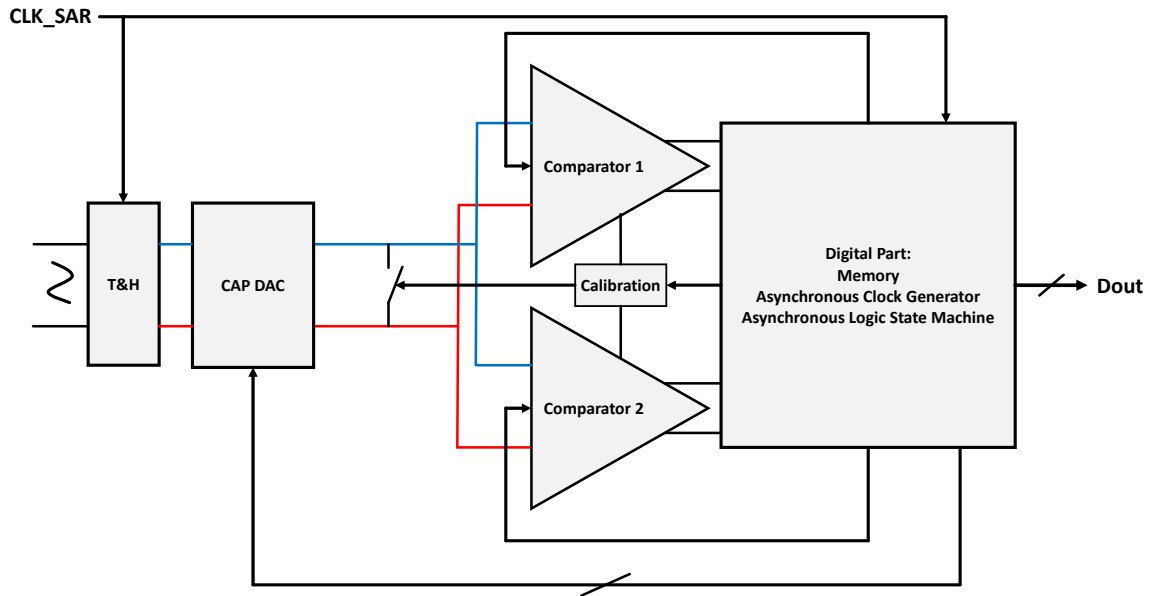 CLK_SAR
Comparator 1
T&H
CAP DAC
Calibration
Digital Part:
Memory
Asynchronous Clock Generator
Asynchronous Logic State Machine
Dout
Comparator 2